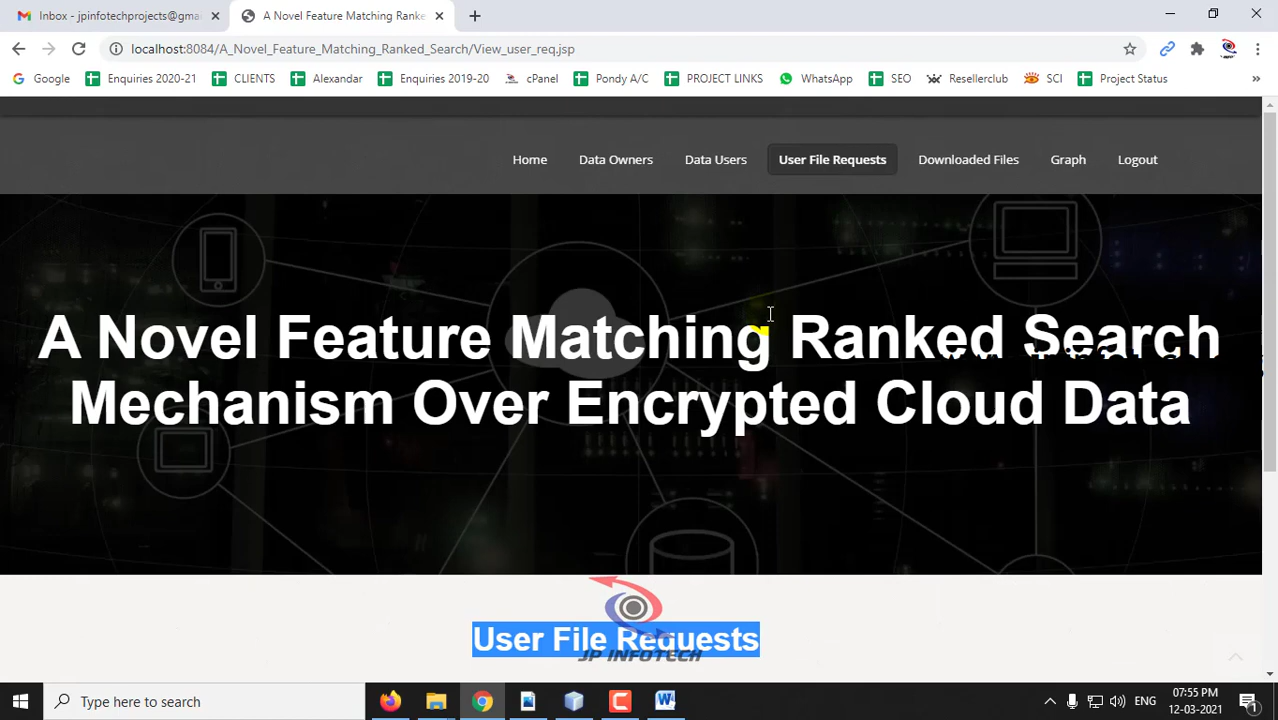 Inbox - jpinfotechprojects@gma
A Novel Feature Matching Ranke
localhost:8084/A_Novel_Feature_Matching_Ranked_Search/View_user_req.jsp
Google
Enquiries 2020-21
CLIENTS
Alexandar
Enquiries 2019-20
cPanel
Pondy A/C
PROJECT LINKS
WhatsApp
SEO
Resellerclub
SCI
Project Status
Home
Data Owners
Data Users
User File Requests
Downloaded Files
Graph
Logout
A Novel Feature Matching Ranked Search
Mechanism Over Encrypted Cloud Data
User File Requests
JP INFOTECH
Type here to search
ENG
07:55 PM
12-03-2021
1